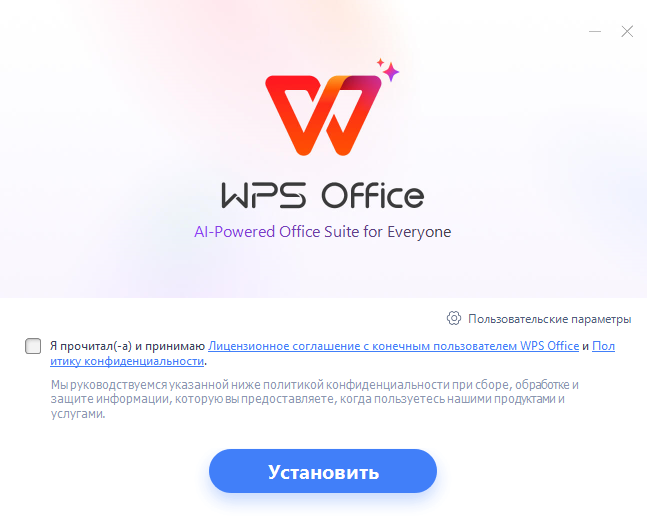 WPS Office
AI-Powered Office Suite for Everyone
Пользовательские параметры
Я прочитал(-а) и принимаю Лицензионное соглашение с конечным пользователем WPS Office и Пол
итику конфиденциальности.
Мы руководствуемся указанной ниже политикой конфиденциальности при сборе, обработке и
защите информации, которую вы предоставляете, когда пользуетесь нашими продуктами и
услугами.
Установить